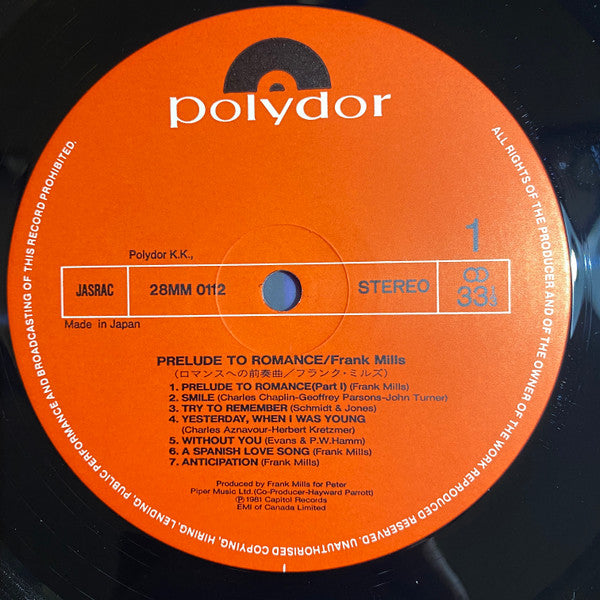 polydor
ALL RIGHTS OF THE PRODUCER AND OF THE OWNER OF THE WORK REPRODUCED RESERVED. UNAUTHORISED COPYING, HIRING, LENDING, PUBLIC PERFORMANCE AND BROADCASTING OF THIS RECORD PROHIBITED.
1
Polydor K.K.,
JASRAC
28MM 0112
STEREO
33 1/3
Made in Japan
PRELUDE TO ROMANCE/Frank Mills
(ロマンスへの前奏曲/フランク・ミルズ)
1. PRELUDE TO ROMANCE(Part I) (Frank Mills)
2. SMILE (Charles Chaplin-Geoffrey Parsons-John Turner)
3. TRY TO REMEMBER (Schmidt & Jones)
4. YESTERDAY, WHEN I WAS YOUNG
(Charles Aznavour-Herbert Kretzmer)
5. WITHOUT YOU (Evans & P.W.Hamm)
6. A SPANISH LOVE SONG (Frank Mills)
7. ANTICIPATION (Frank Mills)
Produced by Frank Mills for Peter
Piper Music Ltd.(Co-Producer-Hayward Parrott)
℗ 1981 Capitol Records
EMI of Canada Limited